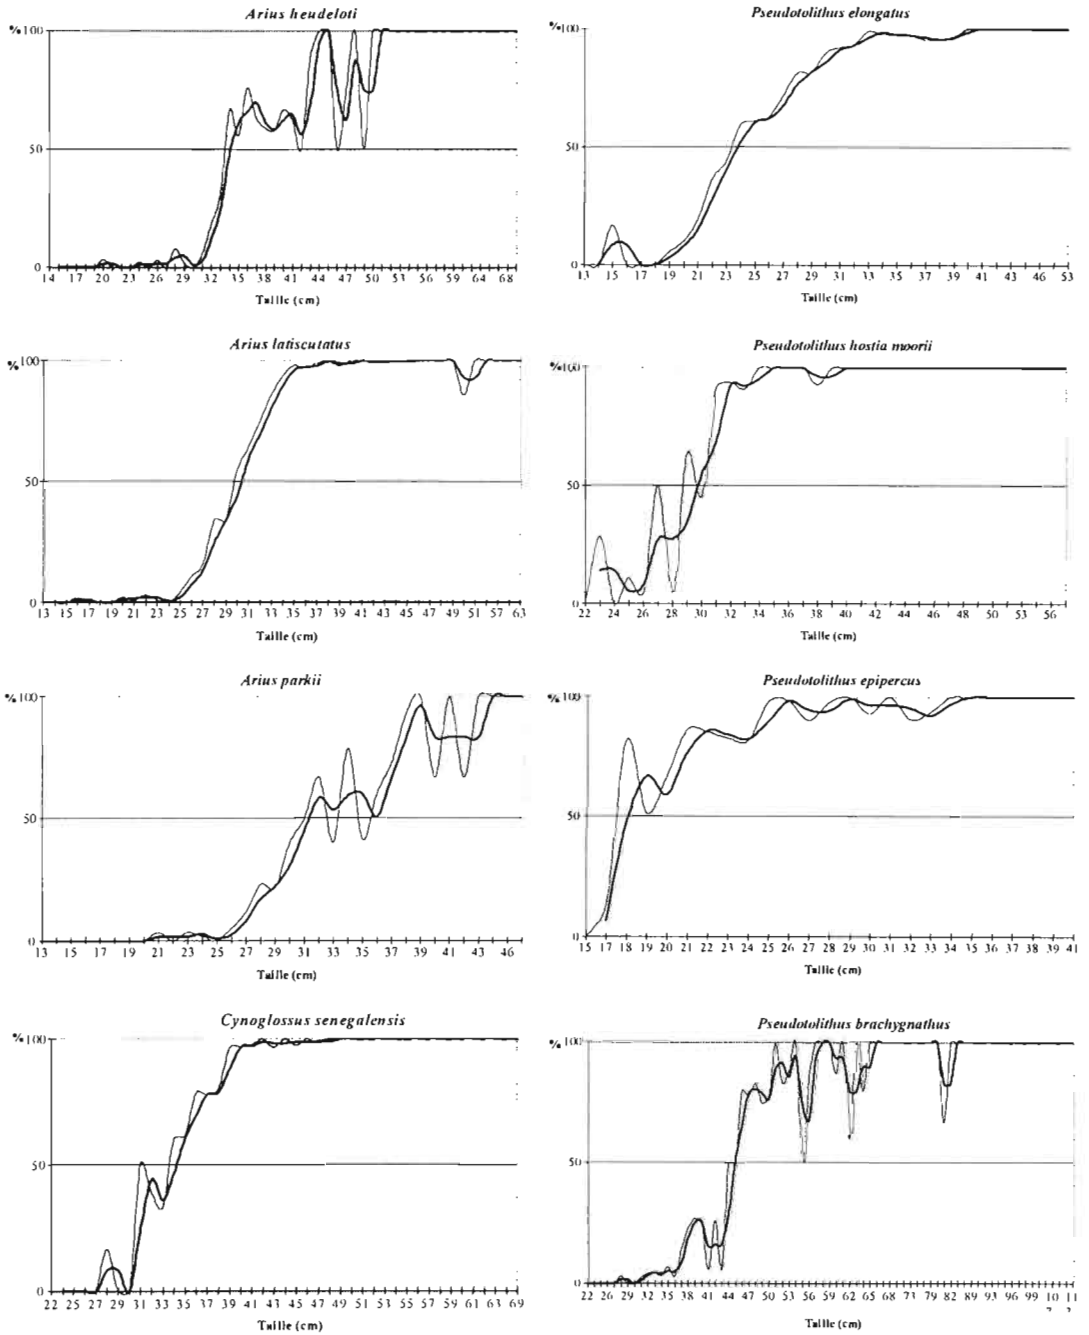 Arius heudeloti
% 100
50
0
14 17 20 23 26 29 32 35 38 41 44 47 50 53 56 59 62 64 68
Taille (cm)
Pseudotolithus elongatus
% 100
50
0
13 15 17 19 21 23 25 27 29 31 33 35 37 39 41 43 46 53
Taille (cm)
Arius latiscutatus
% 100
50
0
13 15 17 19 21 23 25 27 29 31 33 35 37 39 41 43 45 47 49 51 54 57 63
Taille (cm)
Pseudotolithus hostia moorii
% 100
50
0
22 24 26 28 30 32 34 36 38 40 42 44 46 48 50 53 56
Taille (cm)
Arius parkii
% 100
50
0
13 15 17 19 21 23 25 27 29 31 33 35 37 39 41 43 46
Taille (cm)
Pseudotolithus epipercus
% 100
50
0
15 17 18 19 20 21 22 23 24 25 26 27 28 29 30 31 32 33 34 35 37 39 41
Taille (cm)
Cynoglossus senegalensis
% 100
50
0
22 25 27 29 31 33 35 37 39 41 43 45 47 49 51 53 55 57 59 61 63 69
Taille (cm)
Pseudotolithus brachygnathus
% 100
50
0
22 26 29 32 35 38 41 44 47 50 53 56 59 62 65 69 73 79 82 89 93 96 99 10 11
Taille (cm)